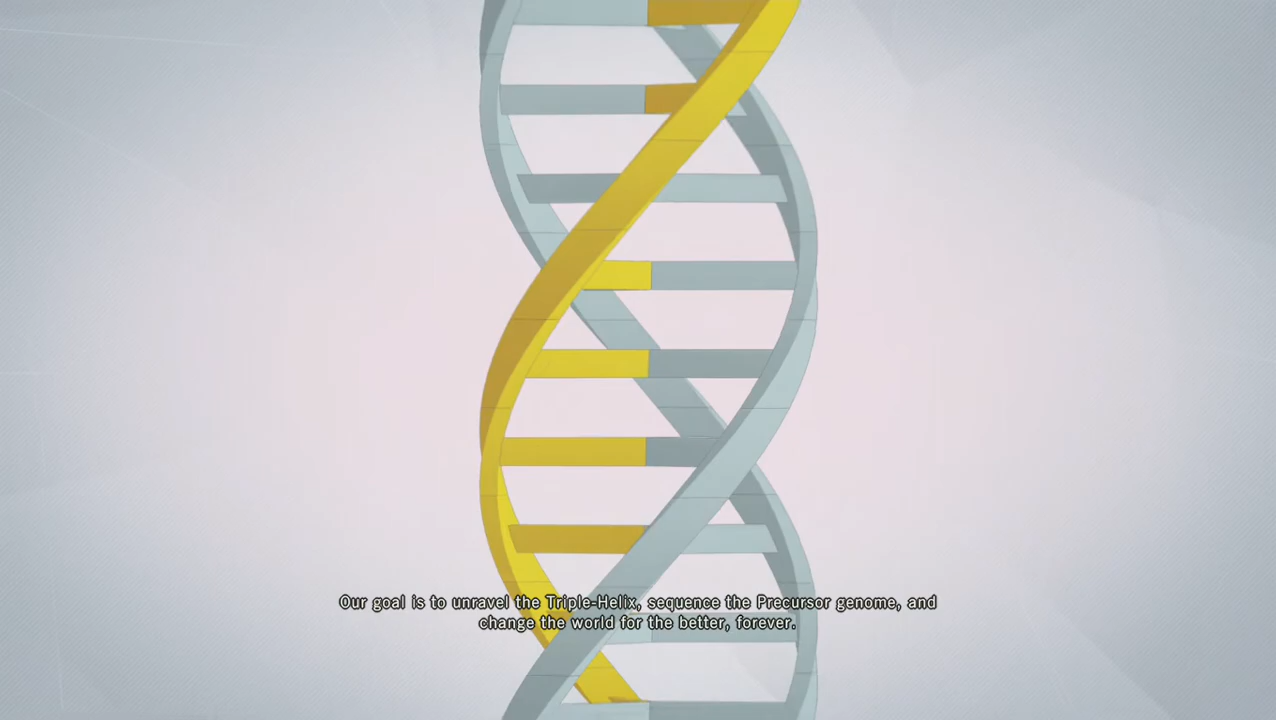 Our goal is to unravel the Triple-Helix, sequence the Precursor genome, and
change the world for the better, forever.